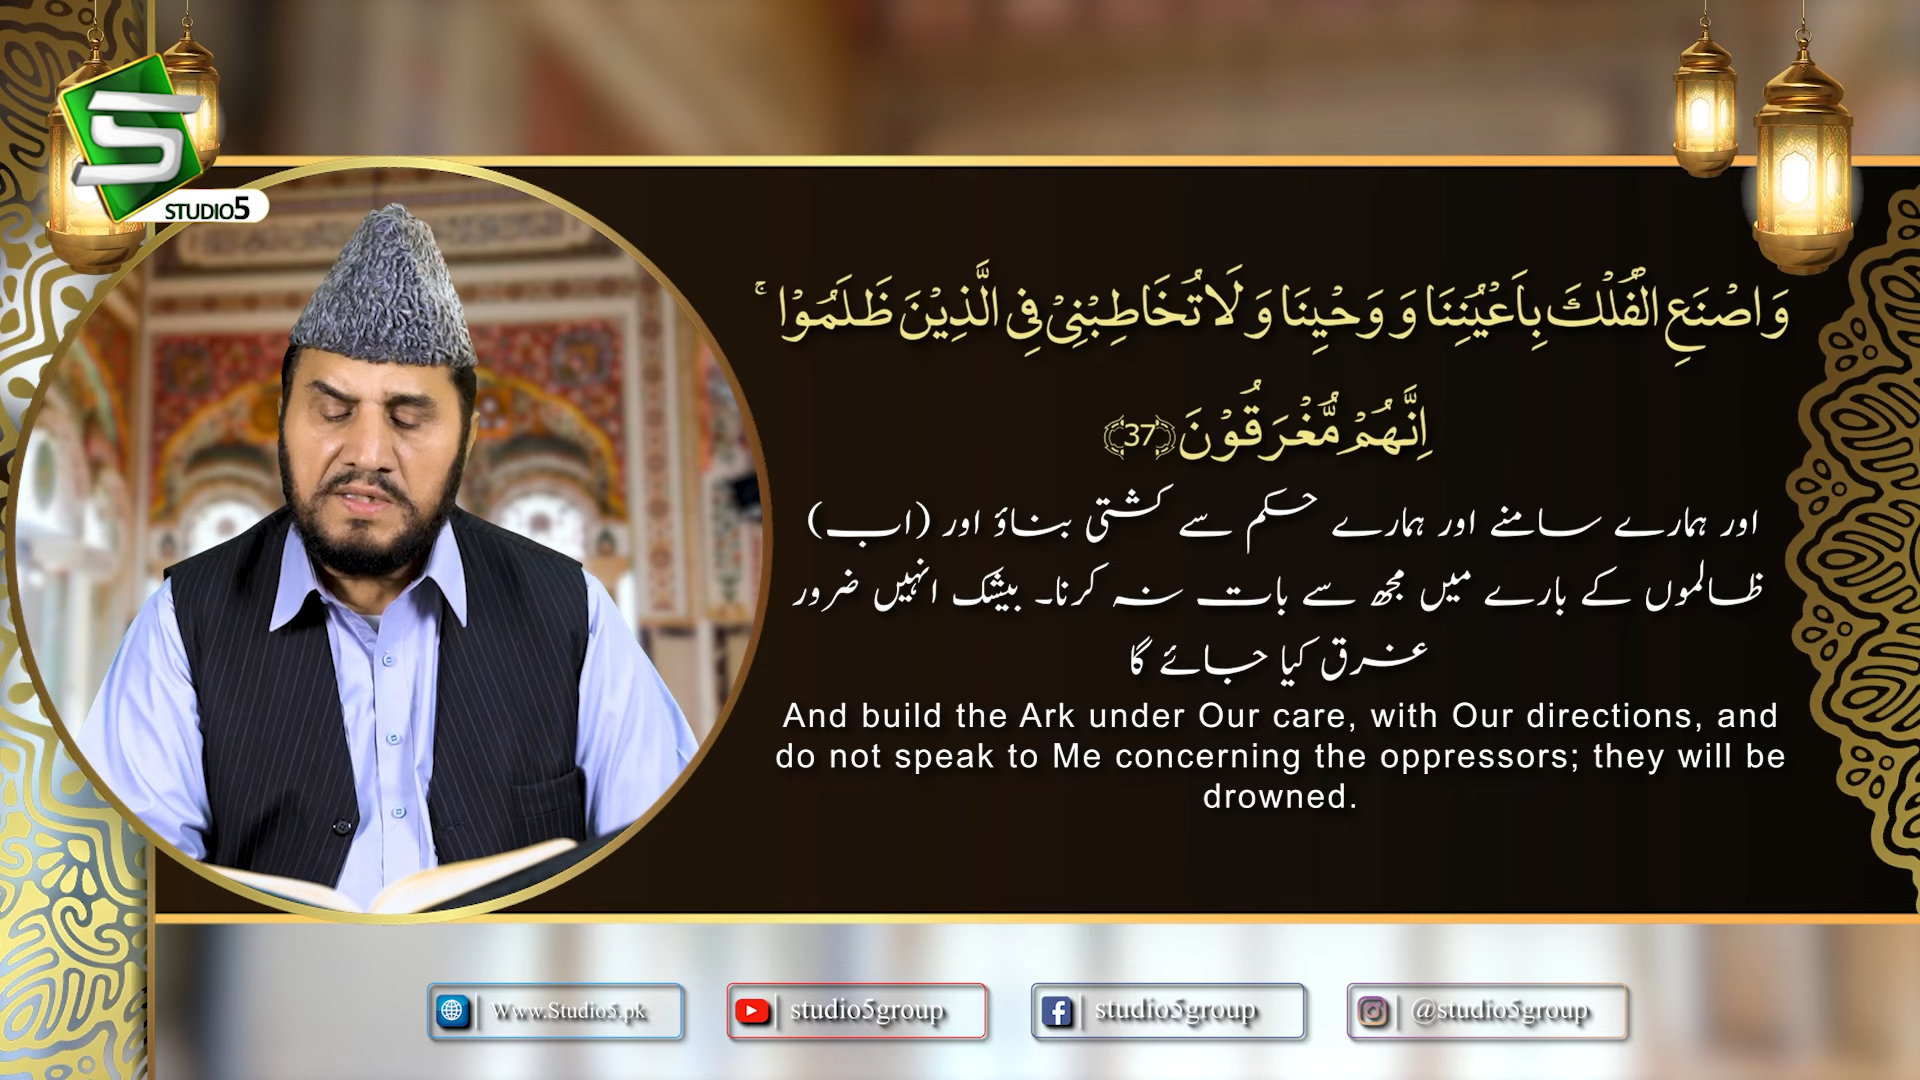 STUDIO5
وَ اصْنَعِ الْفُلْكَ بِاَعْیُنِنَا وَ وَحْیِنَا وَ لَا تُخَاطِبْنِیْ فِی الَّذِیْنَ ظَلَمُوْا ۚ
اِنَّهُمْ مُّغْرَقُوْنَ ﴿37﴾
اور ہمارے سامنے اور ہمارے حکم سے کشتی بناؤ اور (اب)
ظالموں کے بارے میں مجھ سے بات نہ کرنا۔ بیشک انہیں ضرور
غرق کیا جائے گا
And build the Ark under Our care, with Our directions, and
do not speak to Me concerning the oppressors; they will be
drowned.
Www.Studio5.pk
studio5group
studio5group
@studio5group